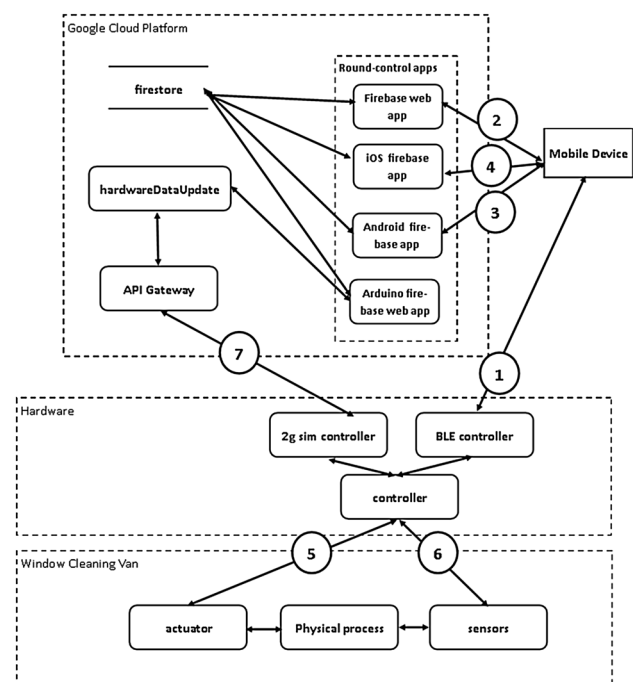 Google Cloud Platform
firestore
Round-control apps
Firebase web
app
2
iOS firebase
app
4
Mobile Device
hardwareDataUpdate
3
Android fire-
base app
API Gateway
Arduino fire-
base web app
7
1
Hardware
2g sim controller
BLE controller
controller
5
6
Window Cleaning Van
actuator
Physical process
sensors